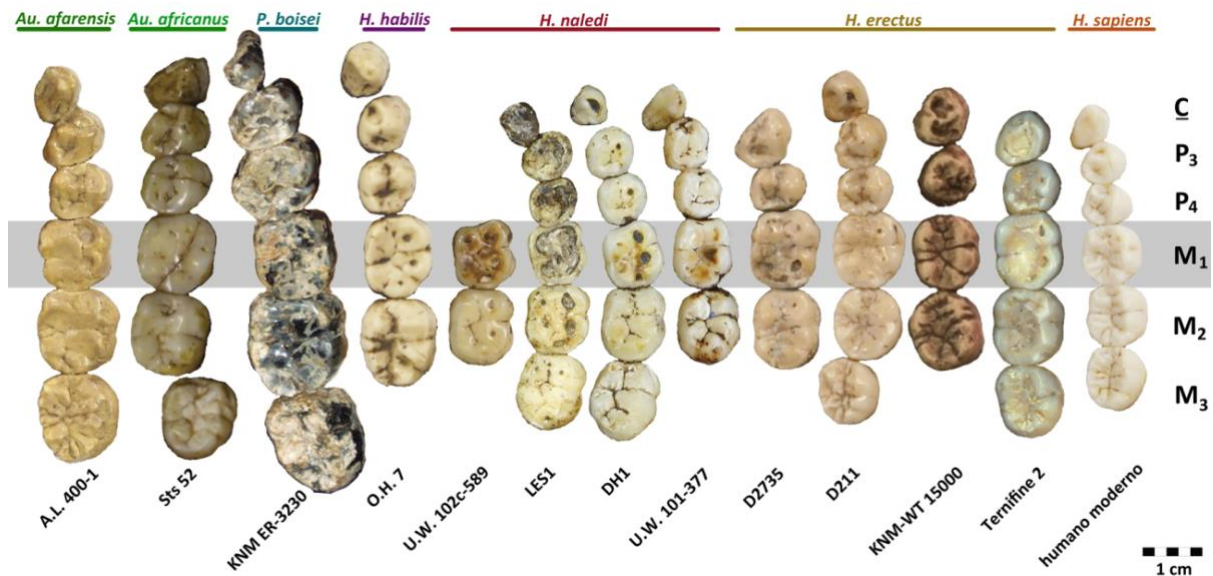 Au. afarensis
Au. africanus
P. boisei
H. habilis
H. naledi
H. erectus
H. sapiens
C
P3
P4
M1
M2
M3
A.L. 400-1
Sts 52
KNM ER-3230
O.H. 7
U.W. 102c-589
LES1
DH1
U.W. 101-377
D2735
D211
KNM-WT 15000
Ternifine 2
humano moderno
1 cm